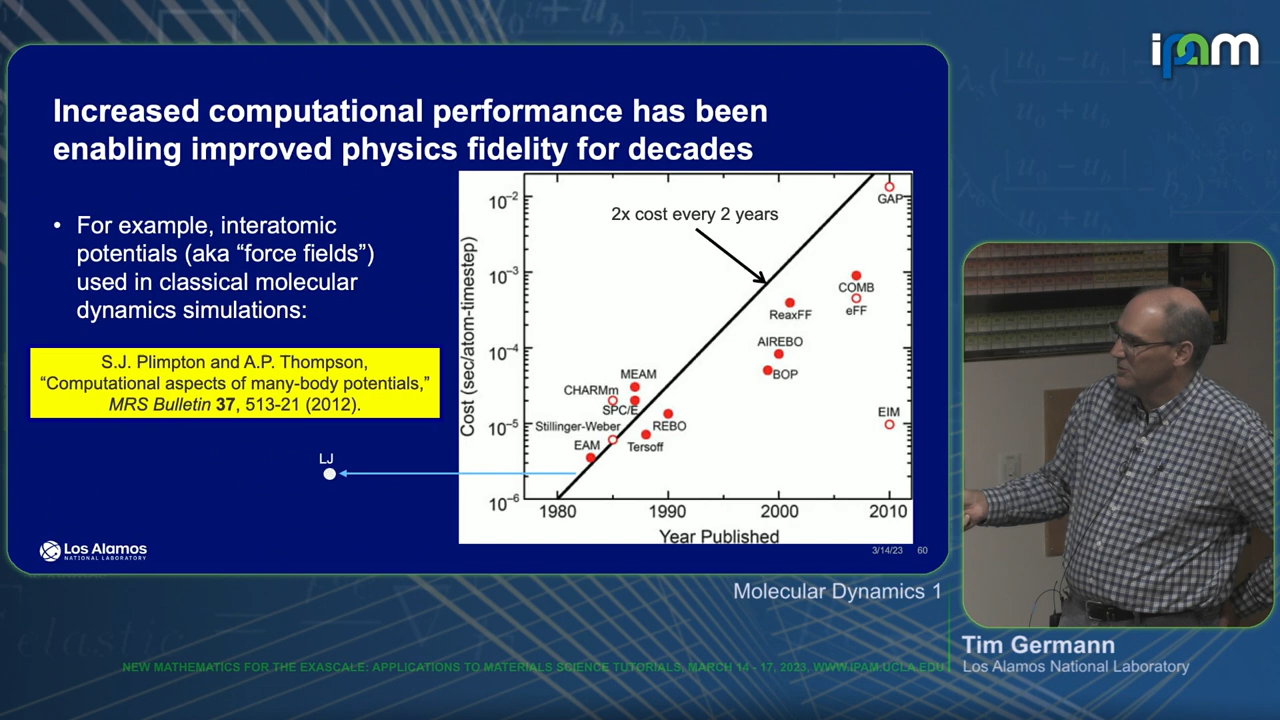 ipam
Increased computational performance has been
enabling improved physics fidelity for decades
• For example, interatomic
potentials (aka “force fields”)
used in classical molecular
dynamics simulations:
S.J. Plimpton and A.P. Thompson,
“Computational aspects of many-body potentials,”
MRS Bulletin 37, 513-21 (2012).
LJ
Cost (sec/atom-timestep)
10⁻²
10⁻³
10⁻⁴
10⁻⁵
10⁻⁶
2x cost every 2 years
GAP
COMB
eFF
ReaxFF
AIREBO
BOP
MEAM
CHARMm
SPC/E
EIM
REBO
Stillinger-Weber
Tersoff
EAM
1980 1990 2000 2010
Year Published
Los Alamos
NATIONAL LABORATORY
3/14/23 60
Molecular Dynamics 1
Tim Germann
Los Alamos National Laboratory
NEW MATHEMATICS FOR THE EXASCALE: APPLICATIONS TO MATERIALS SCIENCE TUTORIALS, MARCH 14 - 17, 2023, WWW.IPAM.UCLA.EDU